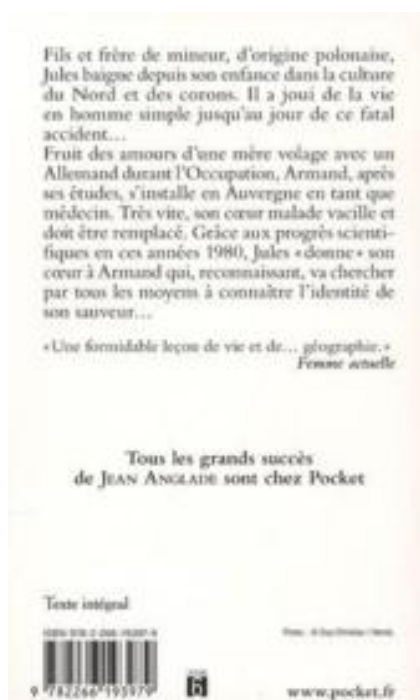 Fils et frère de mineur, d'origine polonaise,
Jules baigne depuis son enfance dans la culture
du Nord et des corons. Il a joui de la vie
en homme simple jusqu'au jour de ce fatal
accident…
Fruit des amours d'une mère volage avec un
Allemand durant l'Occupation, Armand, après
ses études, s'installe en Auvergne en tant que
médecin. Très vite, son cœur malade vacille et
doit être remplacé. Grâce aux progrès scienti-
fiques en ces années 1980, Jules «donne» son
cœur à Armand qui, reconnaissant, va chercher
par tous les moyens à connaître l'identité de
son sauveur…
«Une formidable leçon de vie et de… géographie.»
Femme actuelle
Tous les grands succès
de JEAN ANGLADE sont chez Pocket
Texte intégral
9 782266 193979
www.pocket.fr